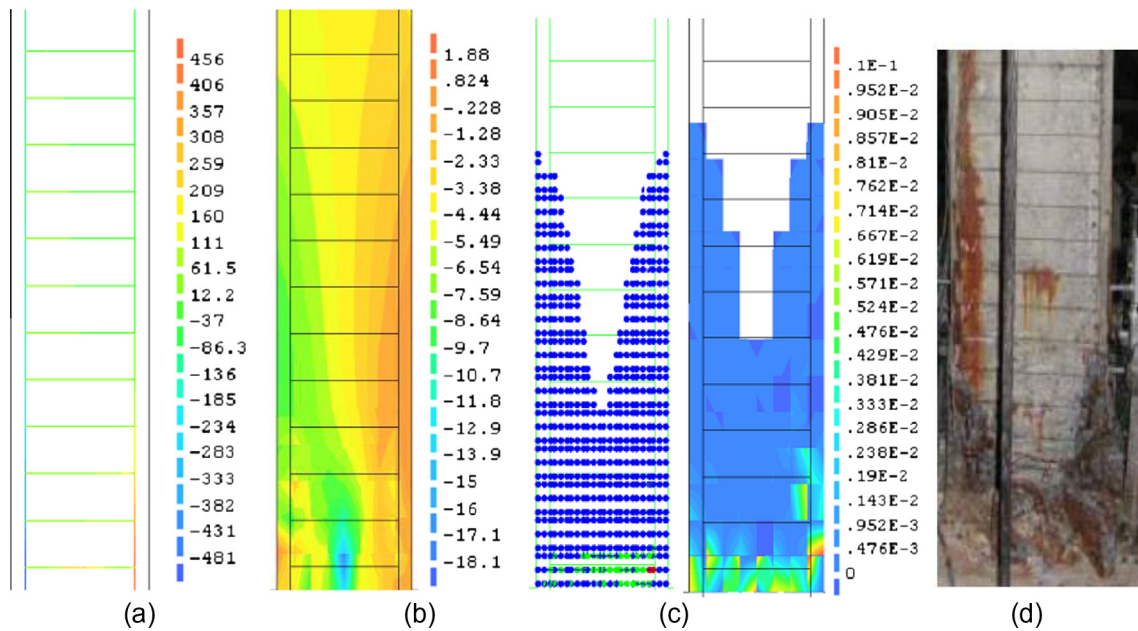 456
406
357
308
259
209
160
111
61.5
12.2
-37
-86.3
-136
-185
-234
-283
-333
-382
-431
-481
1.88
.824
-.228
-1.28
-2.33
-3.38
-4.44
-5.49
-6.54
-7.59
-8.64
-9.7
-10.7
-11.8
-12.9
-13.9
-15
-16
-17.1
-18.1
.1E-1
.952E-2
.905E-2
.857E-2
.81E-2
.762E-2
.714E-2
.667E-2
.619E-2
.571E-2
.524E-2
.476E-2
.429E-2
.381E-2
.333E-2
.286E-2
.238E-2
.19E-2
.143E-2
.952E-3
.476E-3
0
(a)
(b)
(c)
(d)